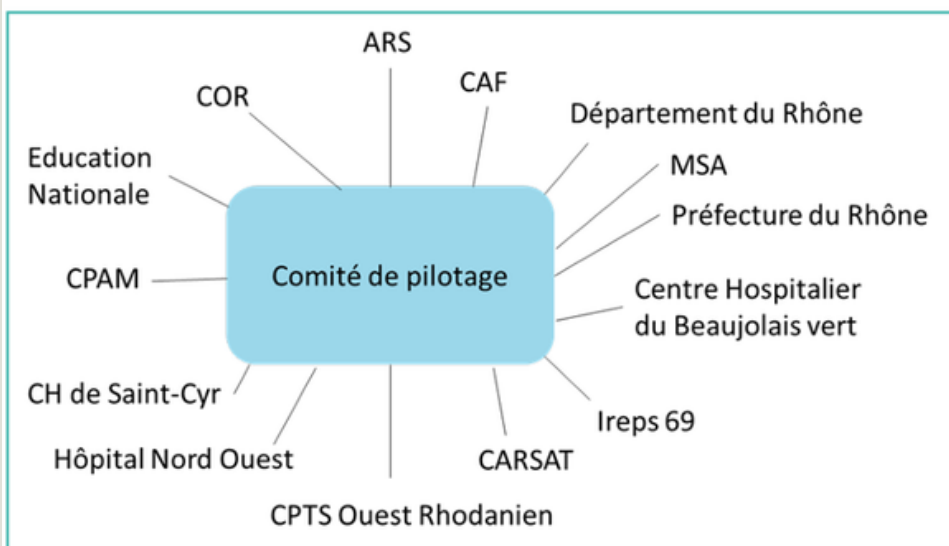 ARS
CAF
COR
Département du Rhône
Education
Nationale
MSA
Préfecture du Rhône
CPAM
Comité de pilotage
Centre Hospitalier
du Beaujolais vert
CH de Saint-Cyr
Ireps 69
Hôpital Nord Ouest
CARSAT
CPTS Ouest Rhodanien